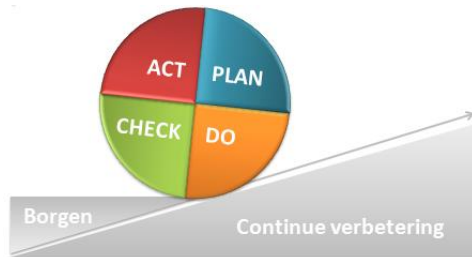 ACT
PLAN
CHECK
DO
Borgen
Continue verbetering